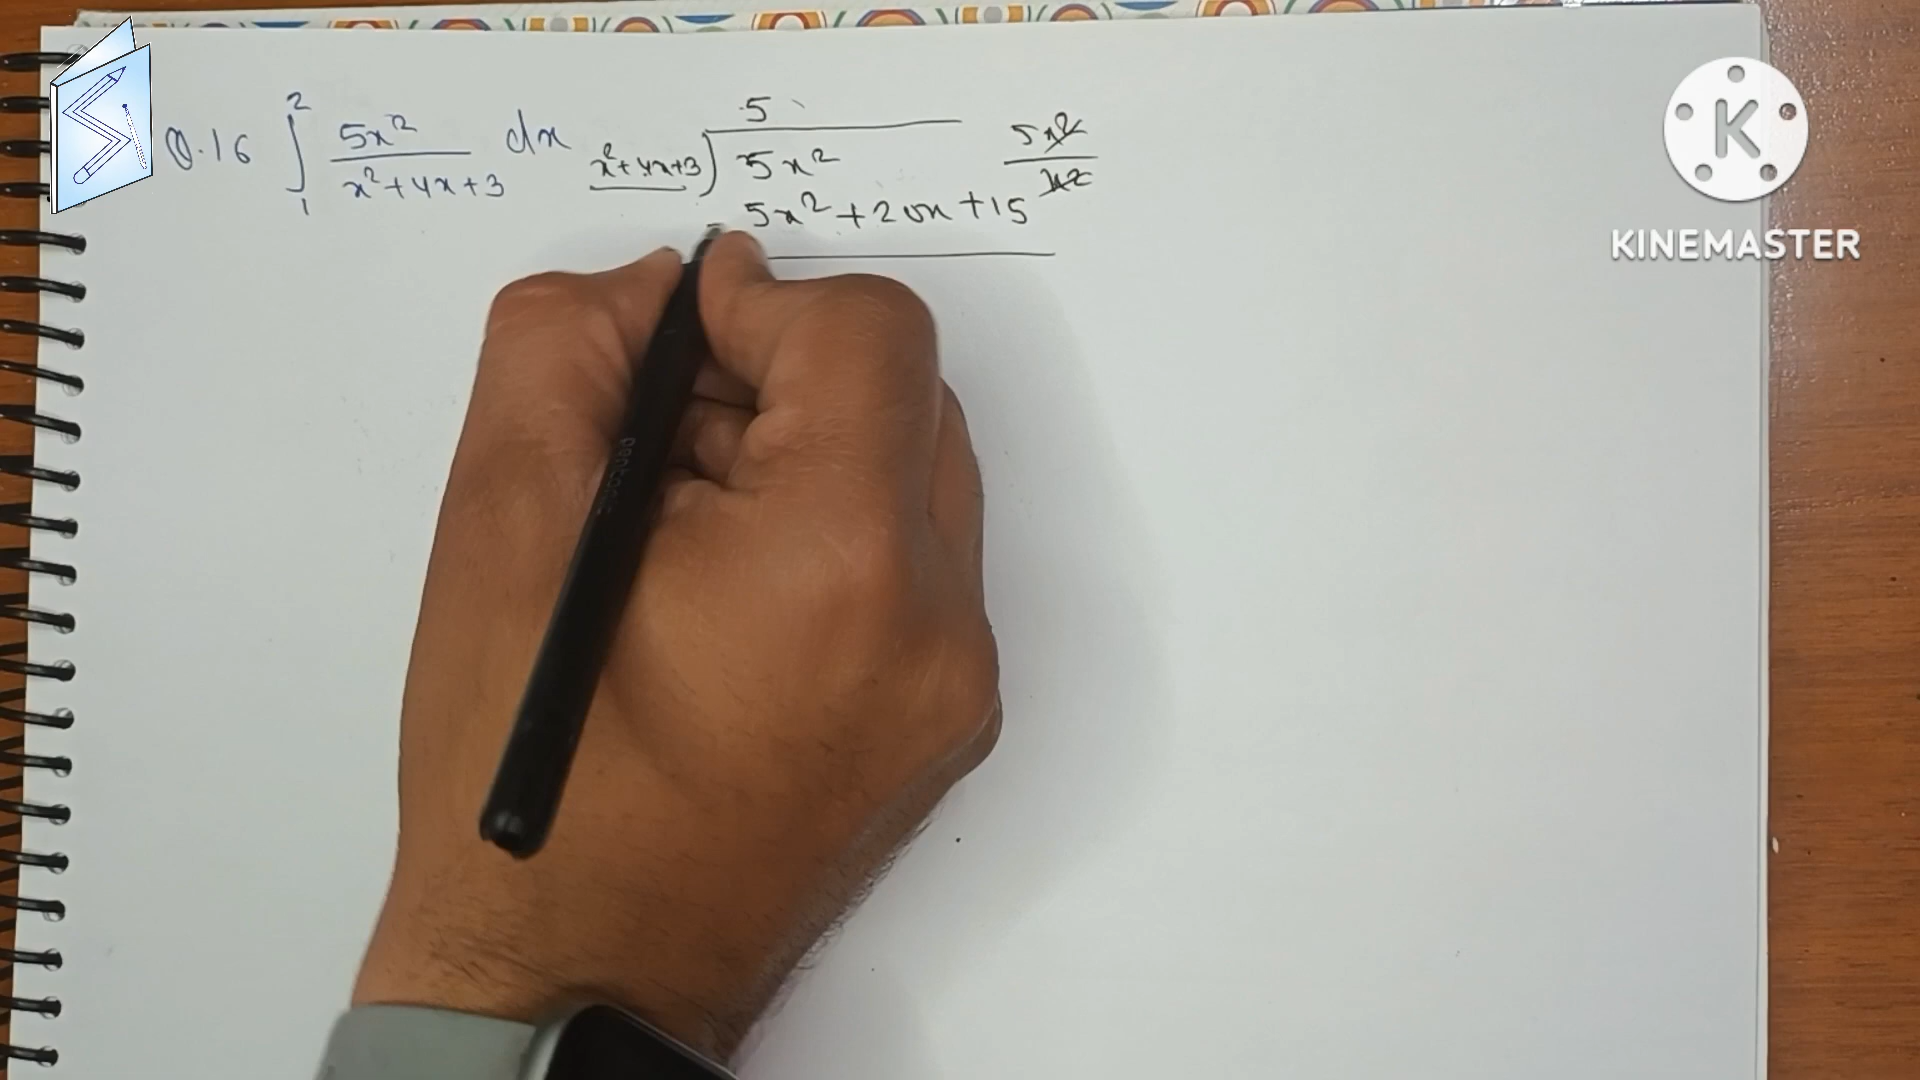 Q.16 ∫₁² 5x²/(x²+4x+3) dx
5
x²+4x+3 ) 5x²
5x² + 20x + 15
5x²/x²
KINEMASTER